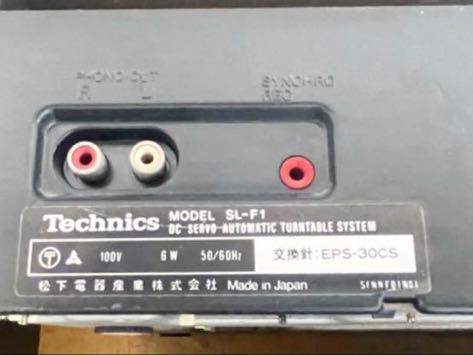 PHONO OUT
R L
SYNCHRO
REC
Technics MODEL SL-F1
DC SERVO AUTOMATIC TURNTABLE SYSTEM
100V 6W 50/60Hz 交換針:EPS-30CS
松下電器産業株式会社 Made in Japan